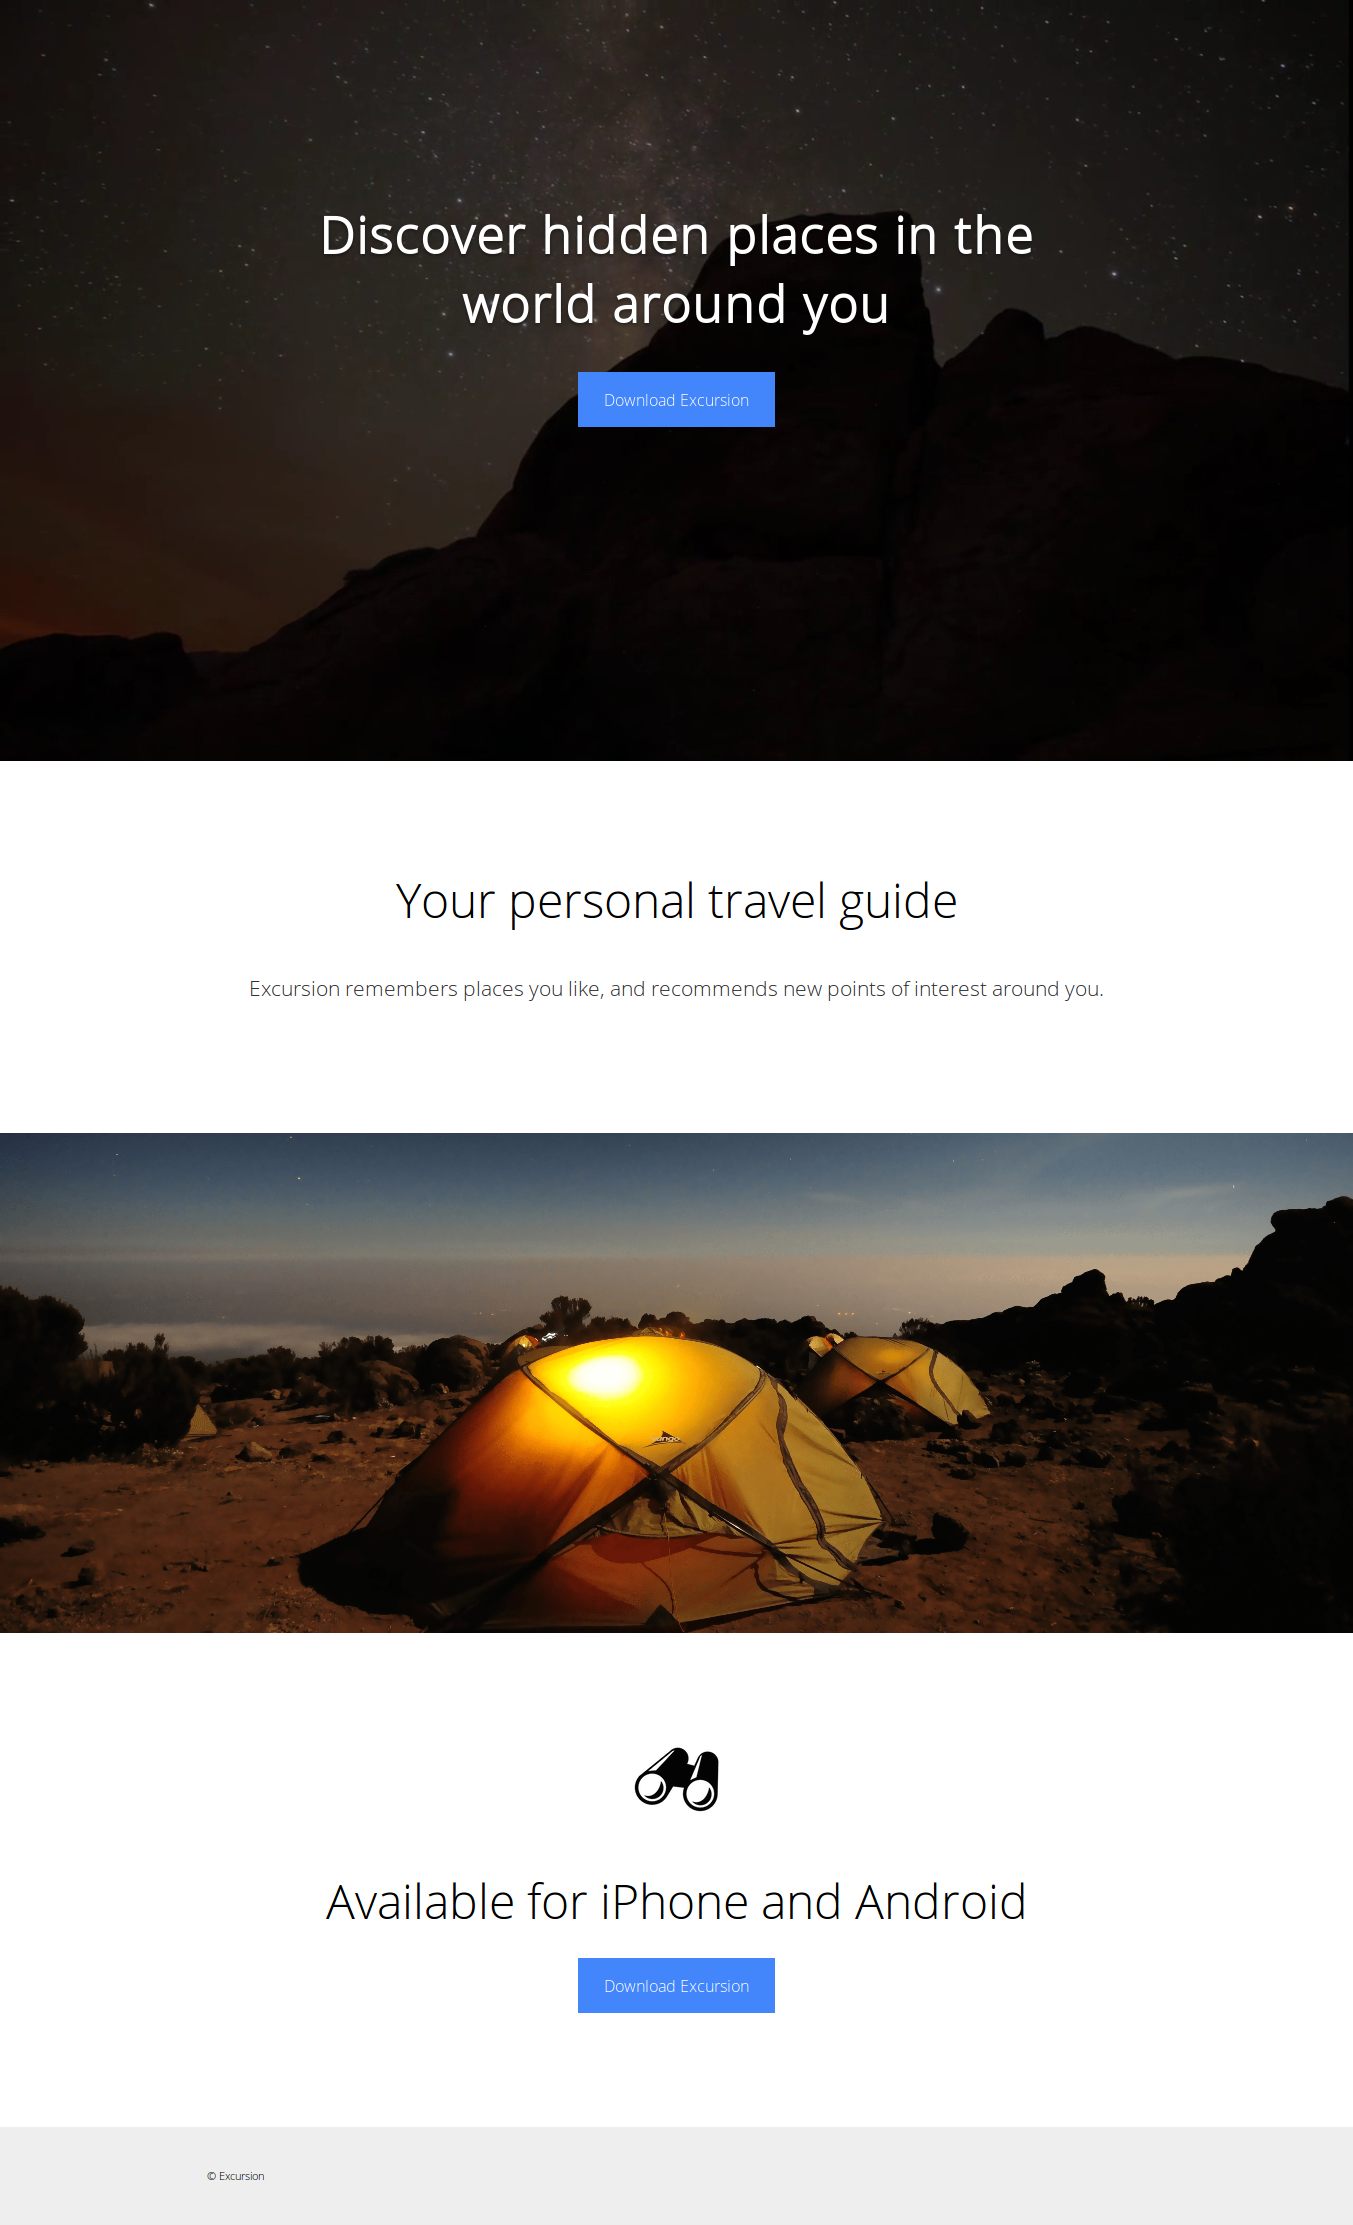 Discover hidden places in the
world around you
Download Excursion
Your personal travel guide
Excursion remembers places you like, and recommends new points of interest around you.
Available for iPhone and Android
Download Excursion
© Excursion